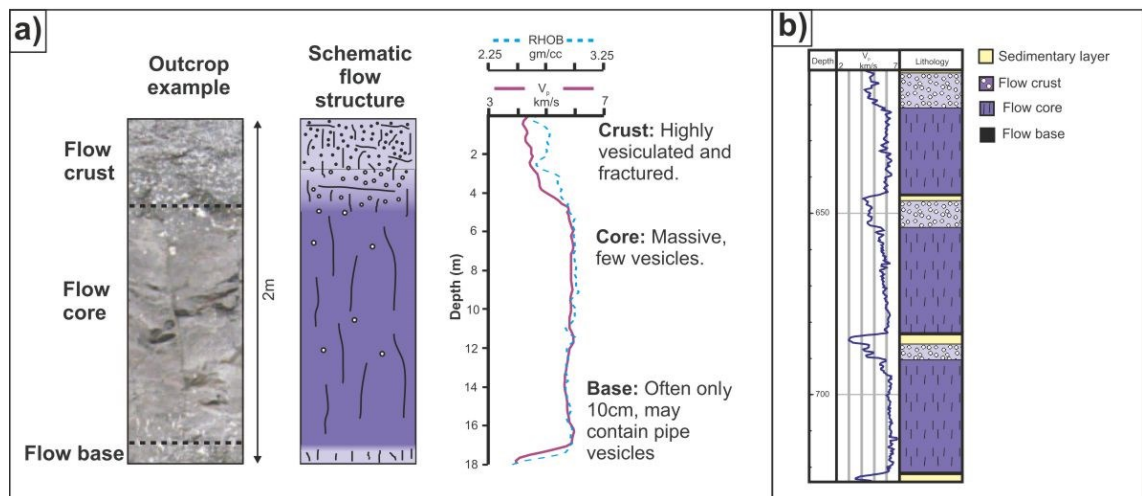 a)
Outcrop
example
Schematic
flow
structure
RHOB
2.25 gm/cc 3.25
Vp
3 km/s 7
Flow
crust
Flow
core
Flow base
2m
Depth (m)
2
4
6
8
10
12
14
16
18
Crust: Highly
vesiculated and
fractured.
Core: Massive,
few vesicles.
Base: Often only
10cm, may
contain pipe
vesicles
b)
Depth
Vp
2 km/s 7
Lithology
650
700
Sedimentary layer
Flow crust
Flow core
Flow base